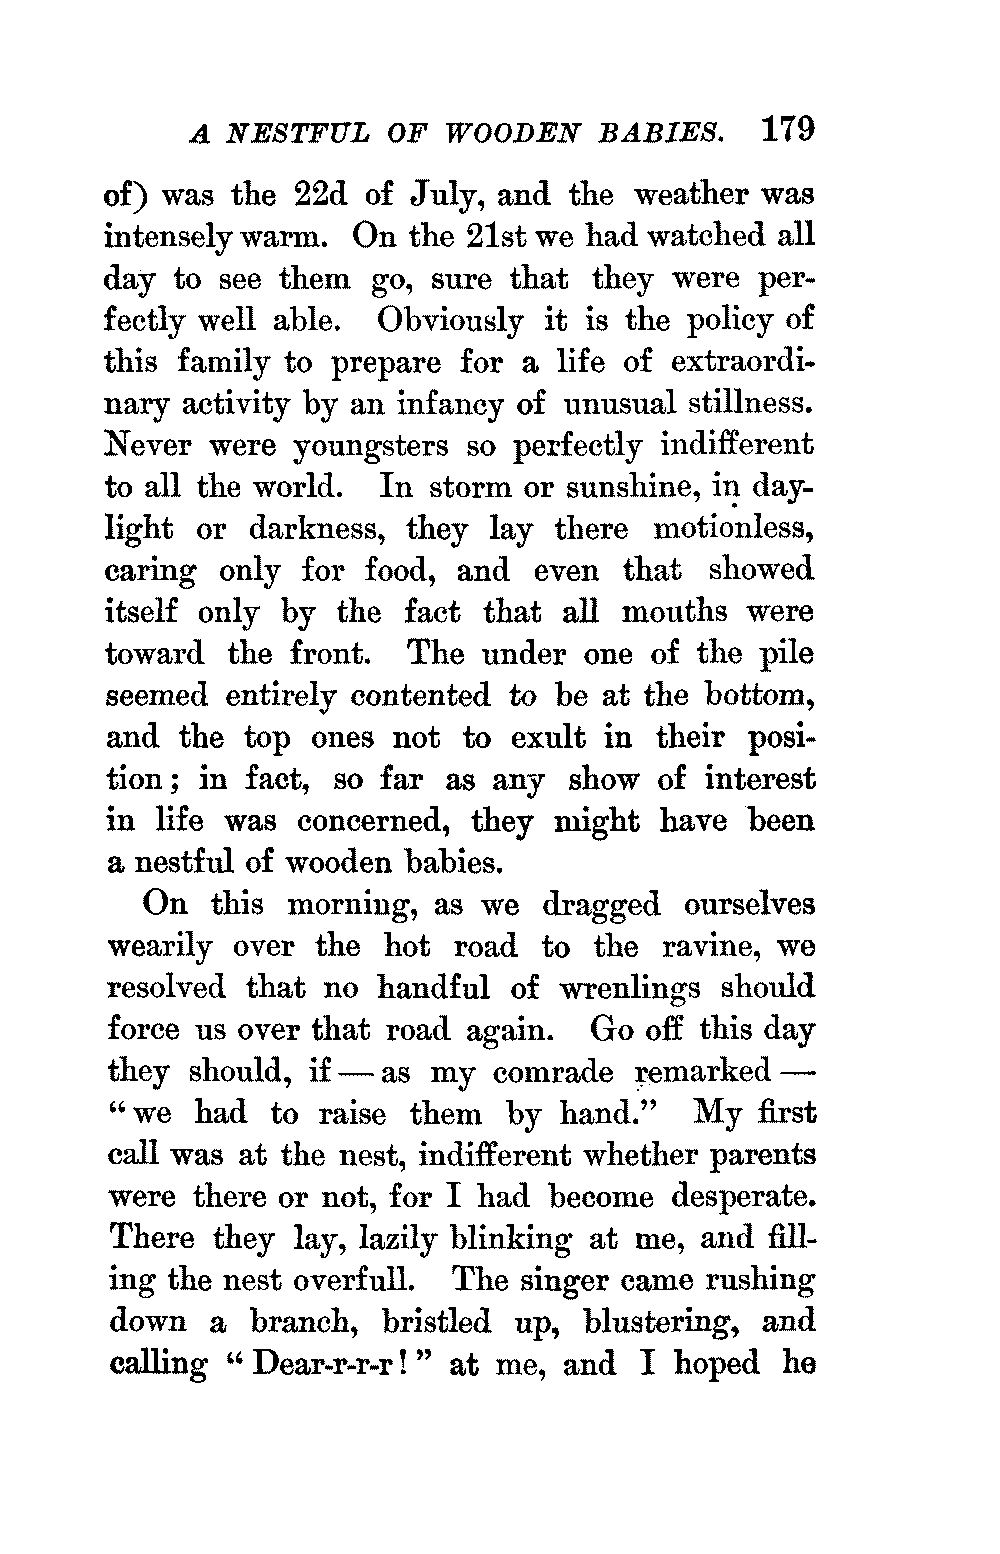 A NESTFUL OF WOODEN BABIES. 179
of) was the 22d of July, and the weather was
intensely warm. On the 21st we had watched all
day to see them go, sure that they were per-
fectly well able. Obviously it is the policy of
this family to prepare for a life of extraordi-
nary activity by an infancy of unusual stillness.
Never were youngsters so perfectly indifferent
to all the world. In storm or sunshine, in day-
light or darkness, they lay there motionless,
caring only for food, and even that showed
itself only by the fact that all mouths were
toward the front. The under one of the pile
seemed entirely contented to be at the bottom,
and the top ones not to exult in their posi-
tion; in fact, so far as any show of interest
in life was concerned, they might have been
a nestful of wooden babies.
On this morning, as we dragged ourselves
wearily over the hot road to the ravine, we
resolved that no handful of wrenlings should
force us over that road again. Go off this day
they should, if — as my comrade remarked —
“we had to raise them by hand.” My first
call was at the nest, indifferent whether parents
were there or not, for I had become desperate.
There they lay, lazily blinking at me, and fill-
ing the nest overfull. The singer came rushing
down a branch, bristled up, blustering, and
calling “Dear-r-r-r!” at me, and I hoped he